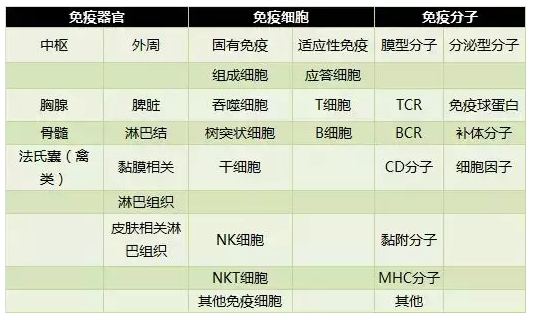 免疫器官 免疫细胞 免疫分子
中枢 外周 固有免疫 适应性免疫 膜型分子 分泌型分子
组成细胞 应答细胞
胸腺 脾脏 吞噬细胞 T细胞 TCR 免疫球蛋白
骨髓 淋巴结 树突状细胞 B细胞 BCR 补体分子
法氏囊（禽 黏膜相关 干细胞 CD分子 细胞因子
类）
淋巴组织
皮肤相关淋
巴组织 NK细胞 黏附分子
NKT细胞 MHC分子
其他免疫细胞 其他